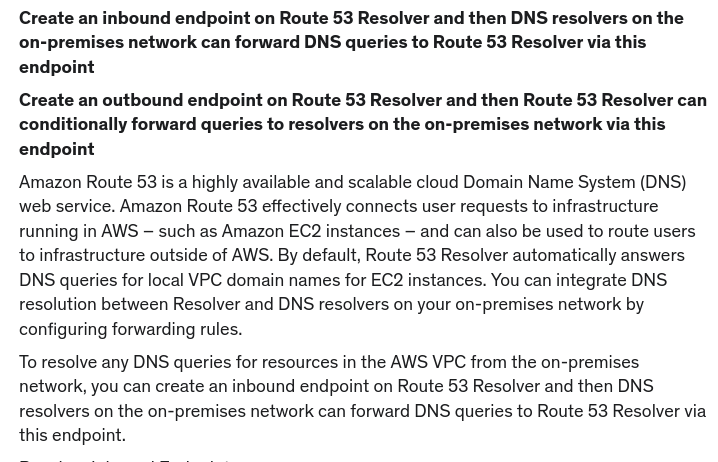 Create an inbound endpoint on Route 53 Resolver and then DNS resolvers on the
on-premises network can forward DNS queries to Route 53 Resolver via this
endpoint
Create an outbound endpoint on Route 53 Resolver and then Route 53 Resolver can
conditionally forward queries to resolvers on the on-premises network via this
endpoint
Amazon Route 53 is a highly available and scalable cloud Domain Name System (DNS)
web service. Amazon Route 53 effectively connects user requests to infrastructure
running in AWS – such as Amazon EC2 instances – and can also be used to route users
to infrastructure outside of AWS. By default, Route 53 Resolver automatically answers
DNS queries for local VPC domain names for EC2 instances. You can integrate DNS
resolution between Resolver and DNS resolvers on your on-premises network by
configuring forwarding rules.
To resolve any DNS queries for resources in the AWS VPC from the on-premises
network, you can create an inbound endpoint on Route 53 Resolver and then DNS
resolvers on the on-premises network can forward DNS queries to Route 53 Resolver via
this endpoint.